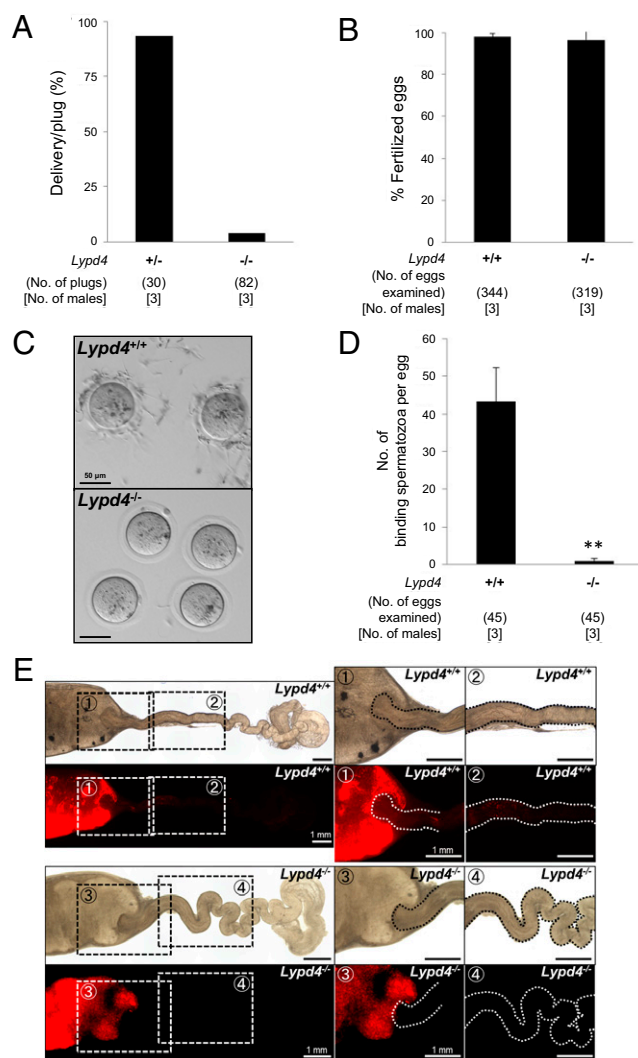 A
100
75
50
25
0
Delivery/plug (%)
Lypd4
+/-
-/-
(No. of plugs)
(30)
(82)
[No. of males]
[3]
[3]
B
100
80
60
40
20
0
% Fertilized eggs
Lypd4
+/+
-/-
(No. of eggs
examined)
(344)
(319)
[No. of males]
[3]
[3]
C
Lypd4+/+
50 µm
Lypd4-/-
D
60
50
40
30
20
10
0
No. of
binding spermatozoa per egg
**
Lypd4
+/+
-/-
(No. of eggs
examined)
(45)
(45)
[No. of males]
[3]
[3]
E
① ② Lypd4+/+
① Lypd4+/+
② Lypd4+/+
① ② Lypd4+/+
1 mm
① Lypd4+/+
1 mm
② Lypd4+/+
③ ④ Lypd4-/-
③ Lypd4-/-
④ Lypd4-/-
③ ④ Lypd4-/-
1 mm
③ Lypd4-/-
1 mm
④ Lypd4-/-